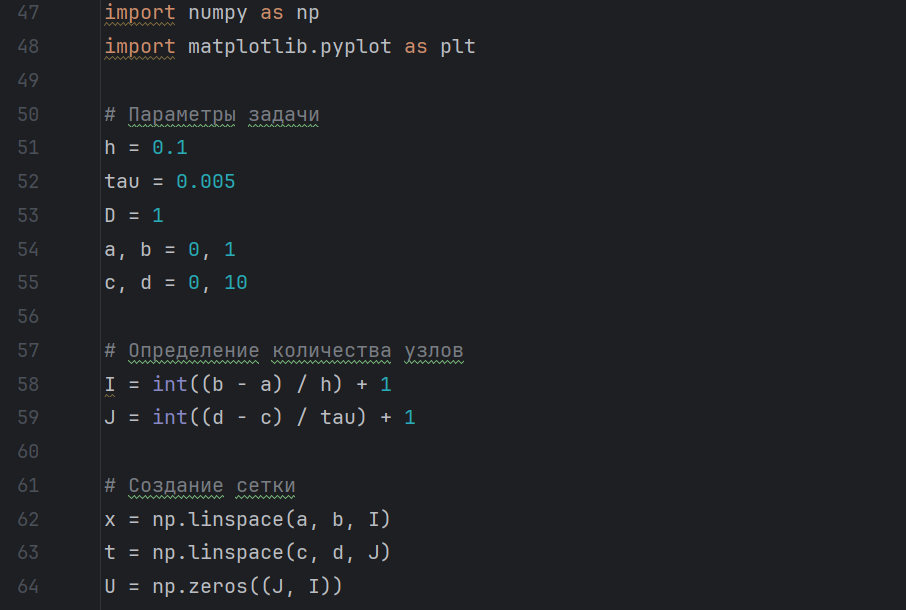 47 import numpy as np
48 import matplotlib.pyplot as plt
49
50 # Параметры задачи
51 h = 0.1
52 tau = 0.005
53 D = 1
54 a, b = 0, 1
55 c, d = 0, 10
56
57 # Определение количества узлов
58 I = int((b - a) / h) + 1
59 J = int((d - c) / tau) + 1
60
61 # Создание сетки
62 x = np.linspace(a, b, I)
63 t = np.linspace(c, d, J)
64 U = np.zeros((J, I))